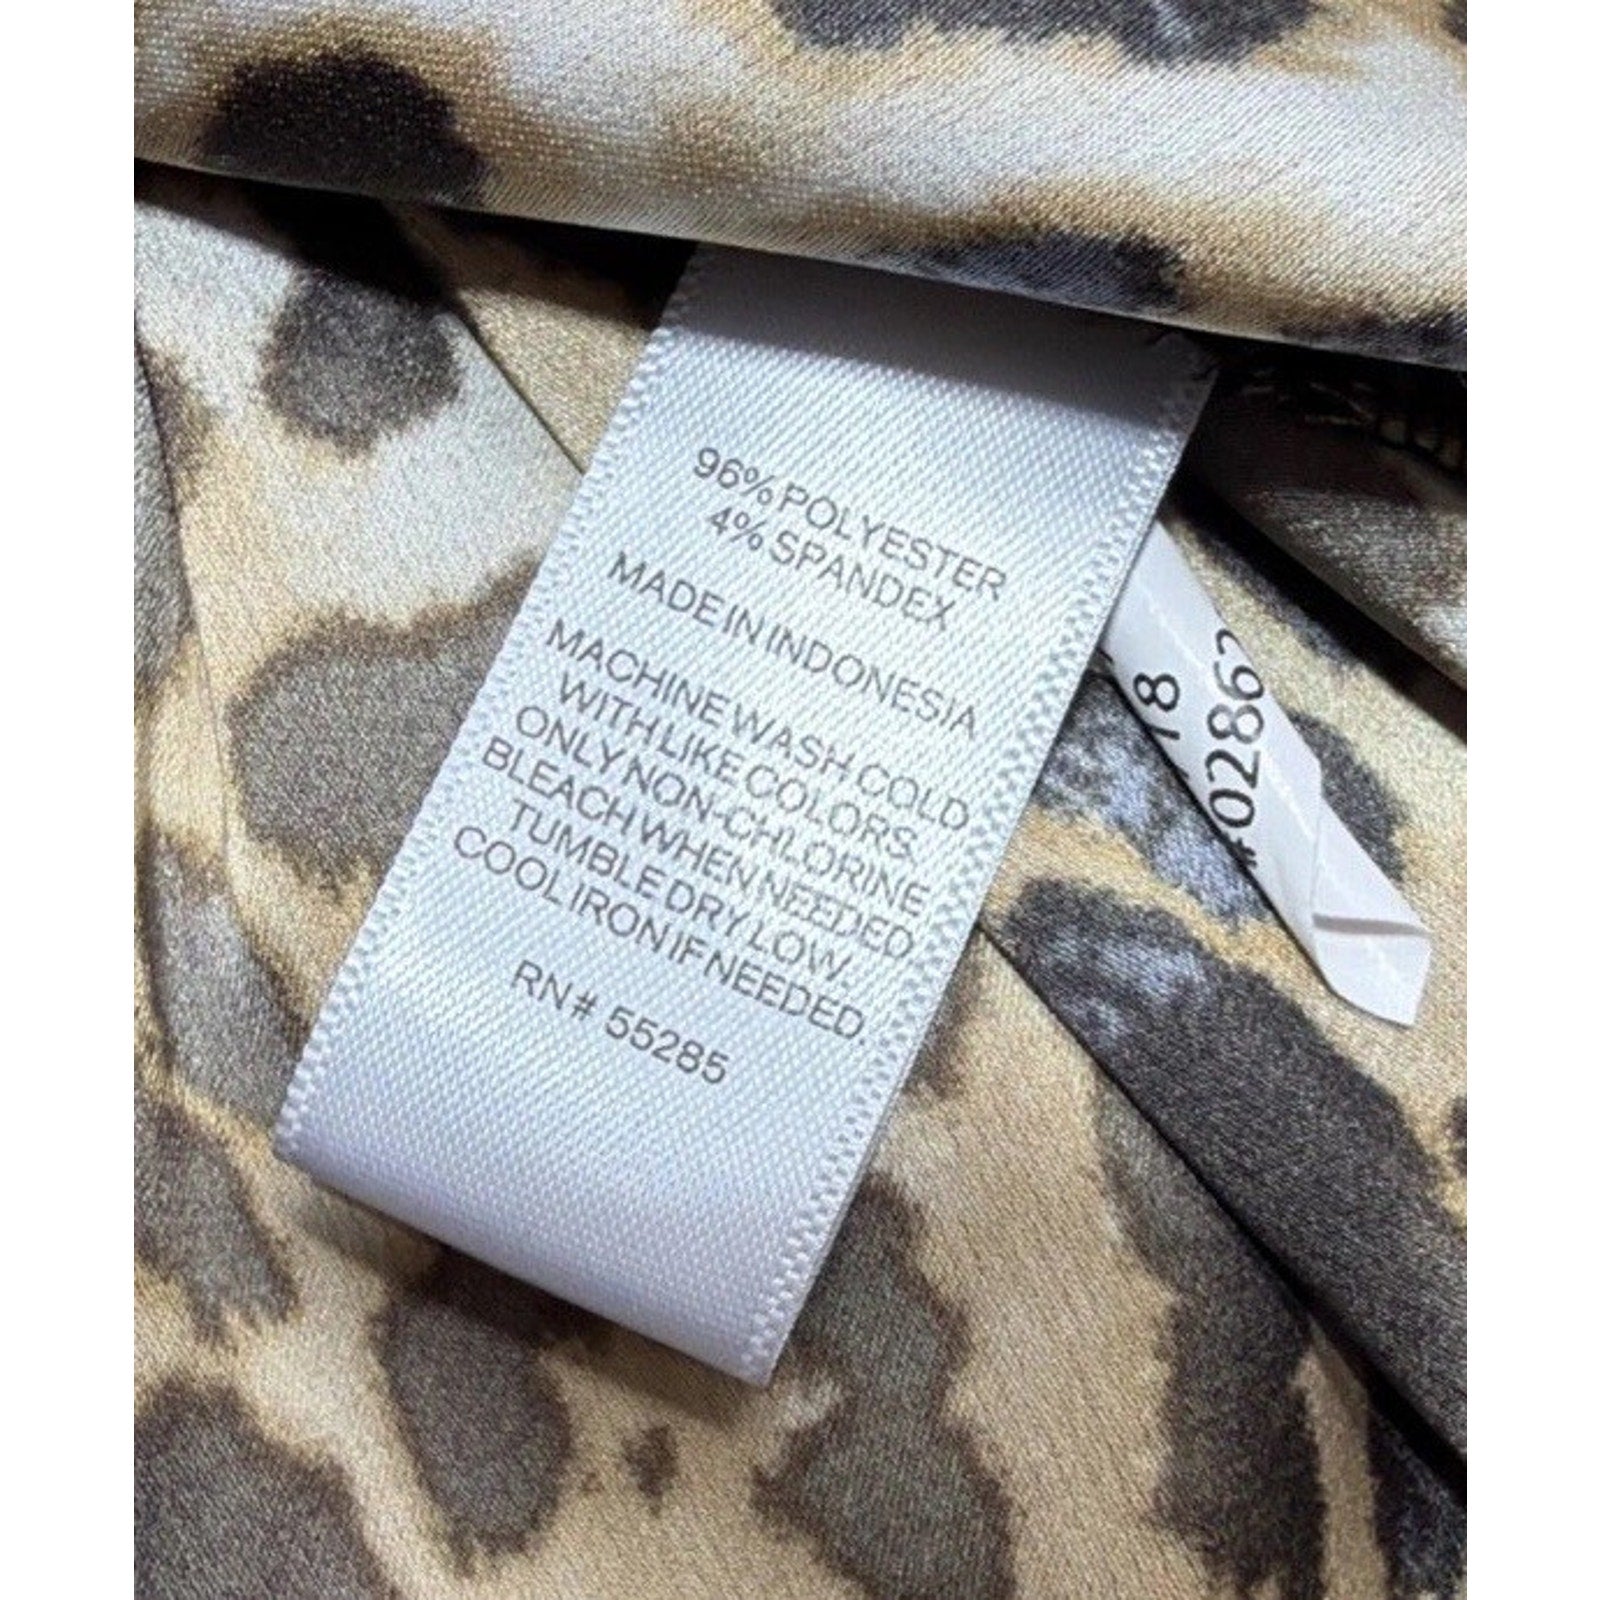 96% POLYESTER
4% SPANDEX
MADE IN INDONESIA
MACHINE WASH COLD
WITH LIKE COLORS.
ONLY NON-CHLORINE
BLEACH WHEN NEEDED
TUMBLE DRY LOW.
COOL IRON IF NEEDED.
RN# 55285